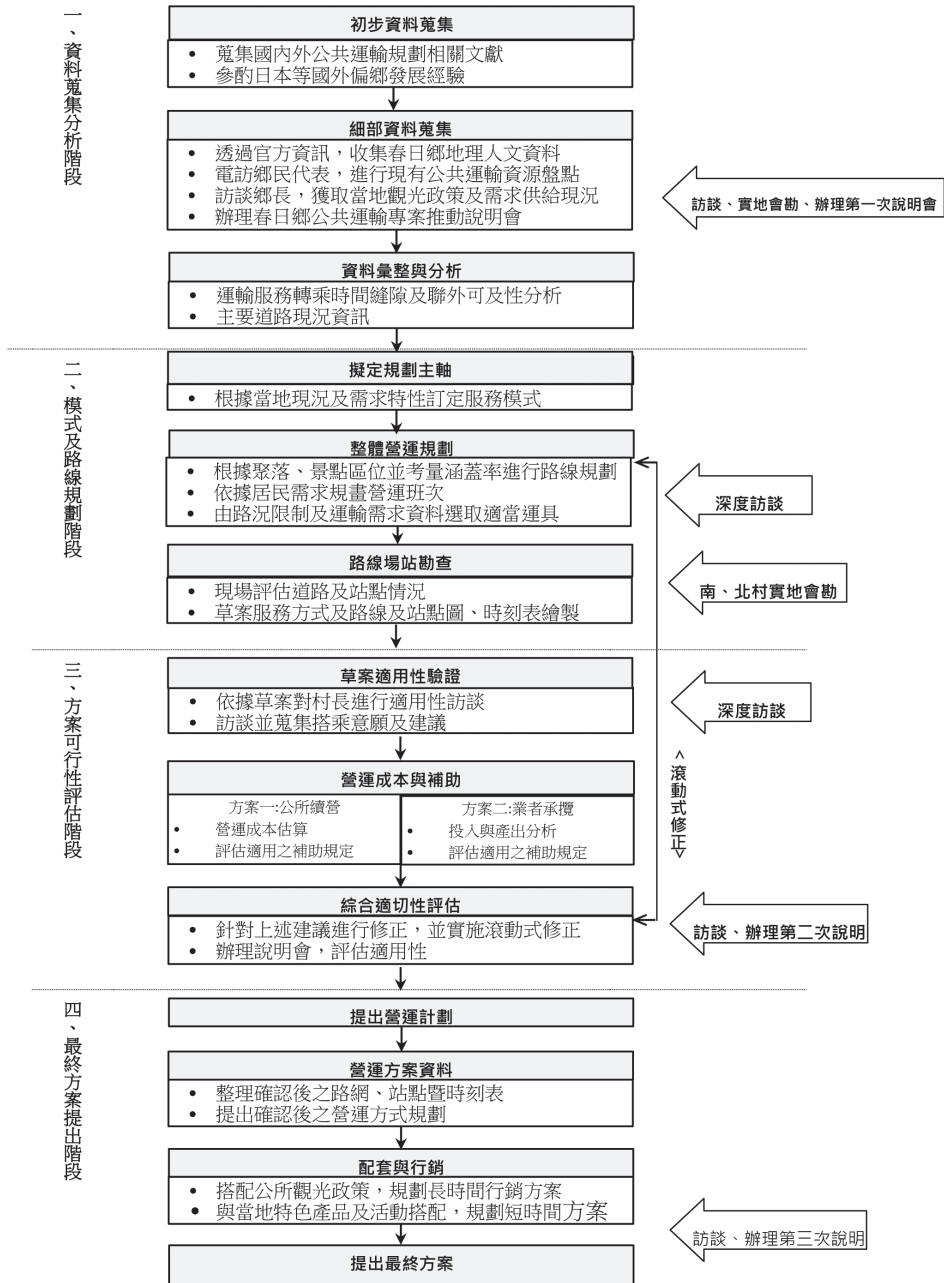 一、資料蒐集分析階段
初步資料蒐集
• 蒐集國內外公共運輸規劃相關文獻
• 參酌日本等國外偏鄉發展經驗
細部資料蒐集
• 透過官方資訊，收集春日鄉地理人文資料
• 電訪鄉民代表，進行現有公共運輸資源盤點
• 訪談鄉長，獲取當地觀光政策及需求供給現況
• 辦理春日鄉公共運輸專案推動說明會
訪談、實地會勘、辦理第一次說明會
資料彙整與分析
• 運輸服務轉乘時間縫隙及聯外可及性分析
• 主要道路現況資訊
二、模式及路線規劃階段
擬定規劃主軸
• 根據當地現況及需求特性訂定服務模式
整體營運規劃
• 根據聚落、景點區位並考量涵蓋率進行路線規劃
• 依據居民需求規畫營運班次
• 由路況限制及運輸需求資料選取適當運具
深度訪談
路線場站勘查
• 現場評估道路及站點情況
• 草案服務方式及路線及站點圖、時刻表繪製
南、北村實地會勘
三、方案可行性評估階段
草案適用性驗證
• 依據草案對村長進行適用性訪談
• 訪談並蒐集搭乘意願及建議
深度訪談
<滾動式修正>
營運成本與補助
方案一:公所續營
• 營運成本估算
• 評估適用之補助規定
方案二:業者承攬
• 投入與產出分析
• 評估適用之補助規定
綜合適切性評估
• 針對上述建議進行修正，並實施滾動式修正
• 辦理說明會，評估適用性
訪談、辦理第二次說明
四、最終方案提出階段
提出營運計劃
營運方案資料
• 整理確認後之路網、站點暨時刻表
• 提出確認後之營運方式規劃
配套與行銷
• 搭配公所觀光政策，規劃長時間行銷方案
• 與當地特色產品及活動搭配，規劃短時間方案
訪談、辦理第三次說明
提出最終方案